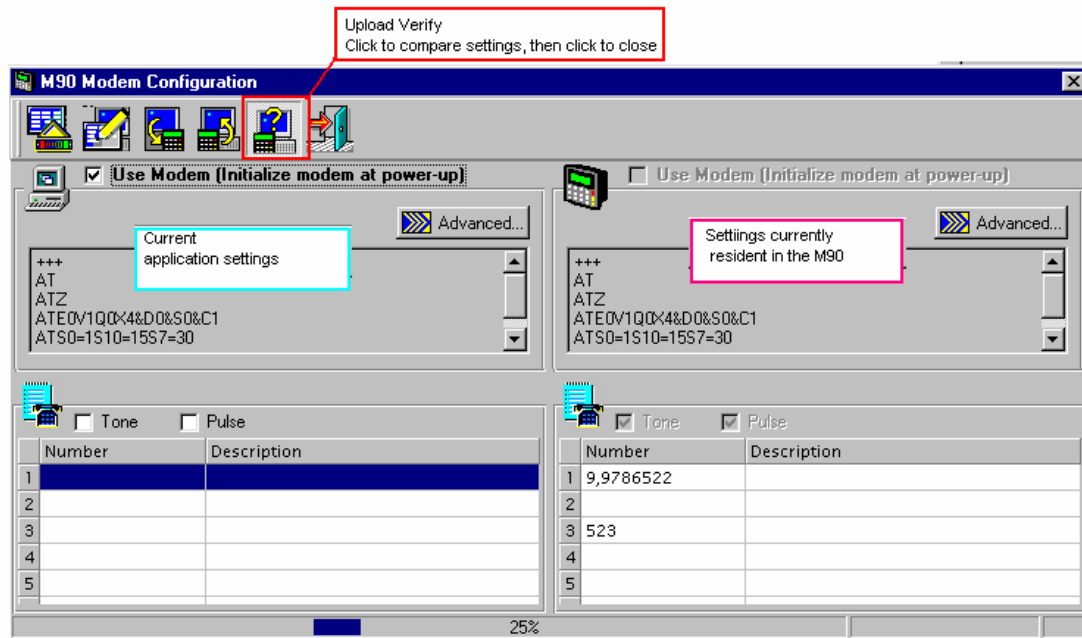 Upload Verify
Click to compare settings, then click to close
M90 Modem Configuration
Use Modem (Initialize modem at power-up)
Use Modem (Initialize modem at power-up)
Advanced...
Advanced...
Current
application settings
Settiings currently
resident in the M90
+++
AT
ATZ
ATE0V1Q0X4&D0&S0&C1
ATS0=1S10=15S7=30
+++
AT
ATZ
ATE0V1Q0X4&D0&S0&C1
ATS0=1S10=15S7=30
Tone Pulse
Number Description
1
2
3
4
5
Tone Pulse
Number Description
1 9,9786522
2
3 523
4
5
25%